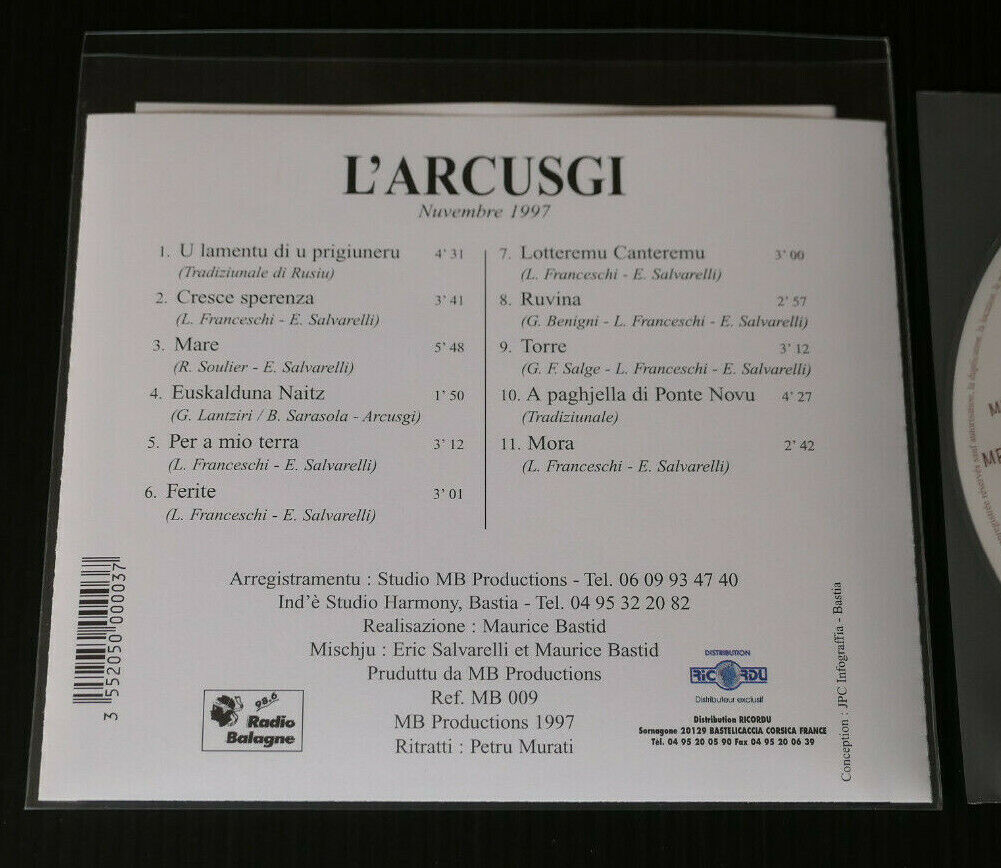 L'ARCUSGI
Nuvembre 1997
1. U lamentu di u prigiuneru 4' 31
(Tradiziunale di Rusiu)
2. Cresce sperenza 3' 41
(L. Franceschi - E. Salvarelli)
3. Mare 5' 48
(R. Soulier - E. Salvarelli)
4. Euskalduna Naitz 1' 50
(G. Lantziri / B. Sarasola - Arcusgi)
5. Per a mio terra 3' 12
(L. Franceschi - E. Salvarelli)
6. Ferite 3' 01
(L. Franceschi - E. Salvarelli)
7. Lotteremu Canteremu 3' 00
(L. Franceschi - E. Salvarelli)
8. Ruvina 2' 57
(G. Benigni - L. Franceschi - E. Salvarelli)
9. Torre 3' 12
(G. F. Salge - L. Franceschi - E. Salvarelli)
10. A paghjella di Ponte Novu 4' 27
(Tradiziunale)
11. Mora 2' 42
(L. Franceschi - E. Salvarelli)
Arregistramentu : Studio MB Productions - Tel. 06 09 93 47 40
Ind'è Studio Harmony, Bastia - Tel. 04 95 32 20 82
Realisazione : Maurice Bastid
Mischju : Eric Salvarelli et Maurice Bastid
Pruduttu da MB Productions
Ref. MB 009
MB Productions 1997
Ritratti : Petru Murati
3 552050 000037
98.6
Radio
Balagne
DISTRIBUTION
RICORDU
Distributeur exclusif
Distribution RICORDU
Sornagone 20129 BASTELICACCIA CORSICA FRANCE
Tél. 04 95 20 05 90 Fax 04 95 20 06 39
Conception : JPC Infograffia - Bastia